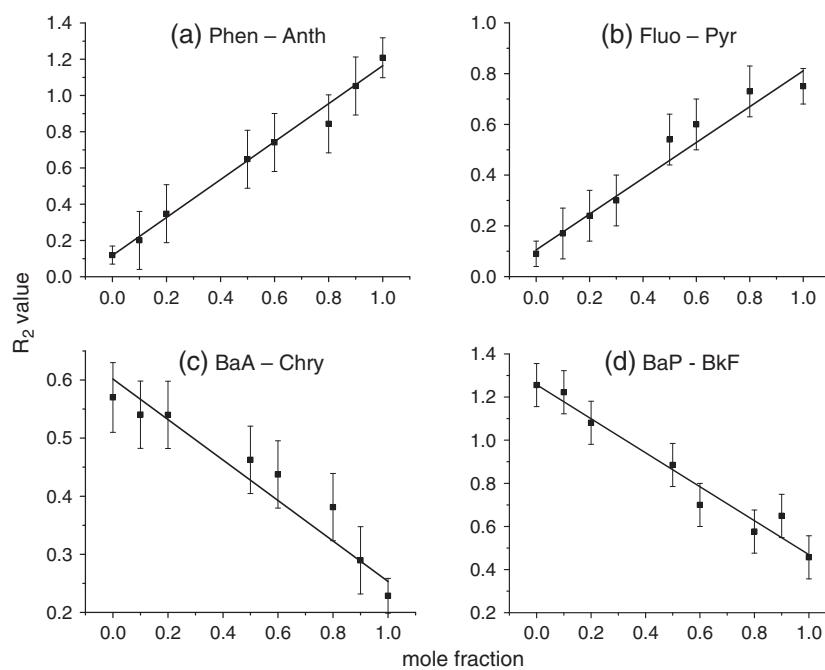 (a) Phen – Anth
1.4
1.2
1.0
0.8
0.6
0.4
0.2
0.0
0.0 0.2 0.4 0.6 0.8 1.0
(b) Fluo – Pyr
1.0
0.8
0.6
0.4
0.2
0.0
0.0 0.2 0.4 0.6 0.8 1.0
R₂ value
(c) BaA – Chry
0.6
0.5
0.4
0.3
0.2
0.0 0.2 0.4 0.6 0.8 1.0
(d) BaP - BkF
1.4
1.2
1.0
0.8
0.6
0.4
0.2
0.0 0.2 0.4 0.6 0.8 1.0
mole fraction